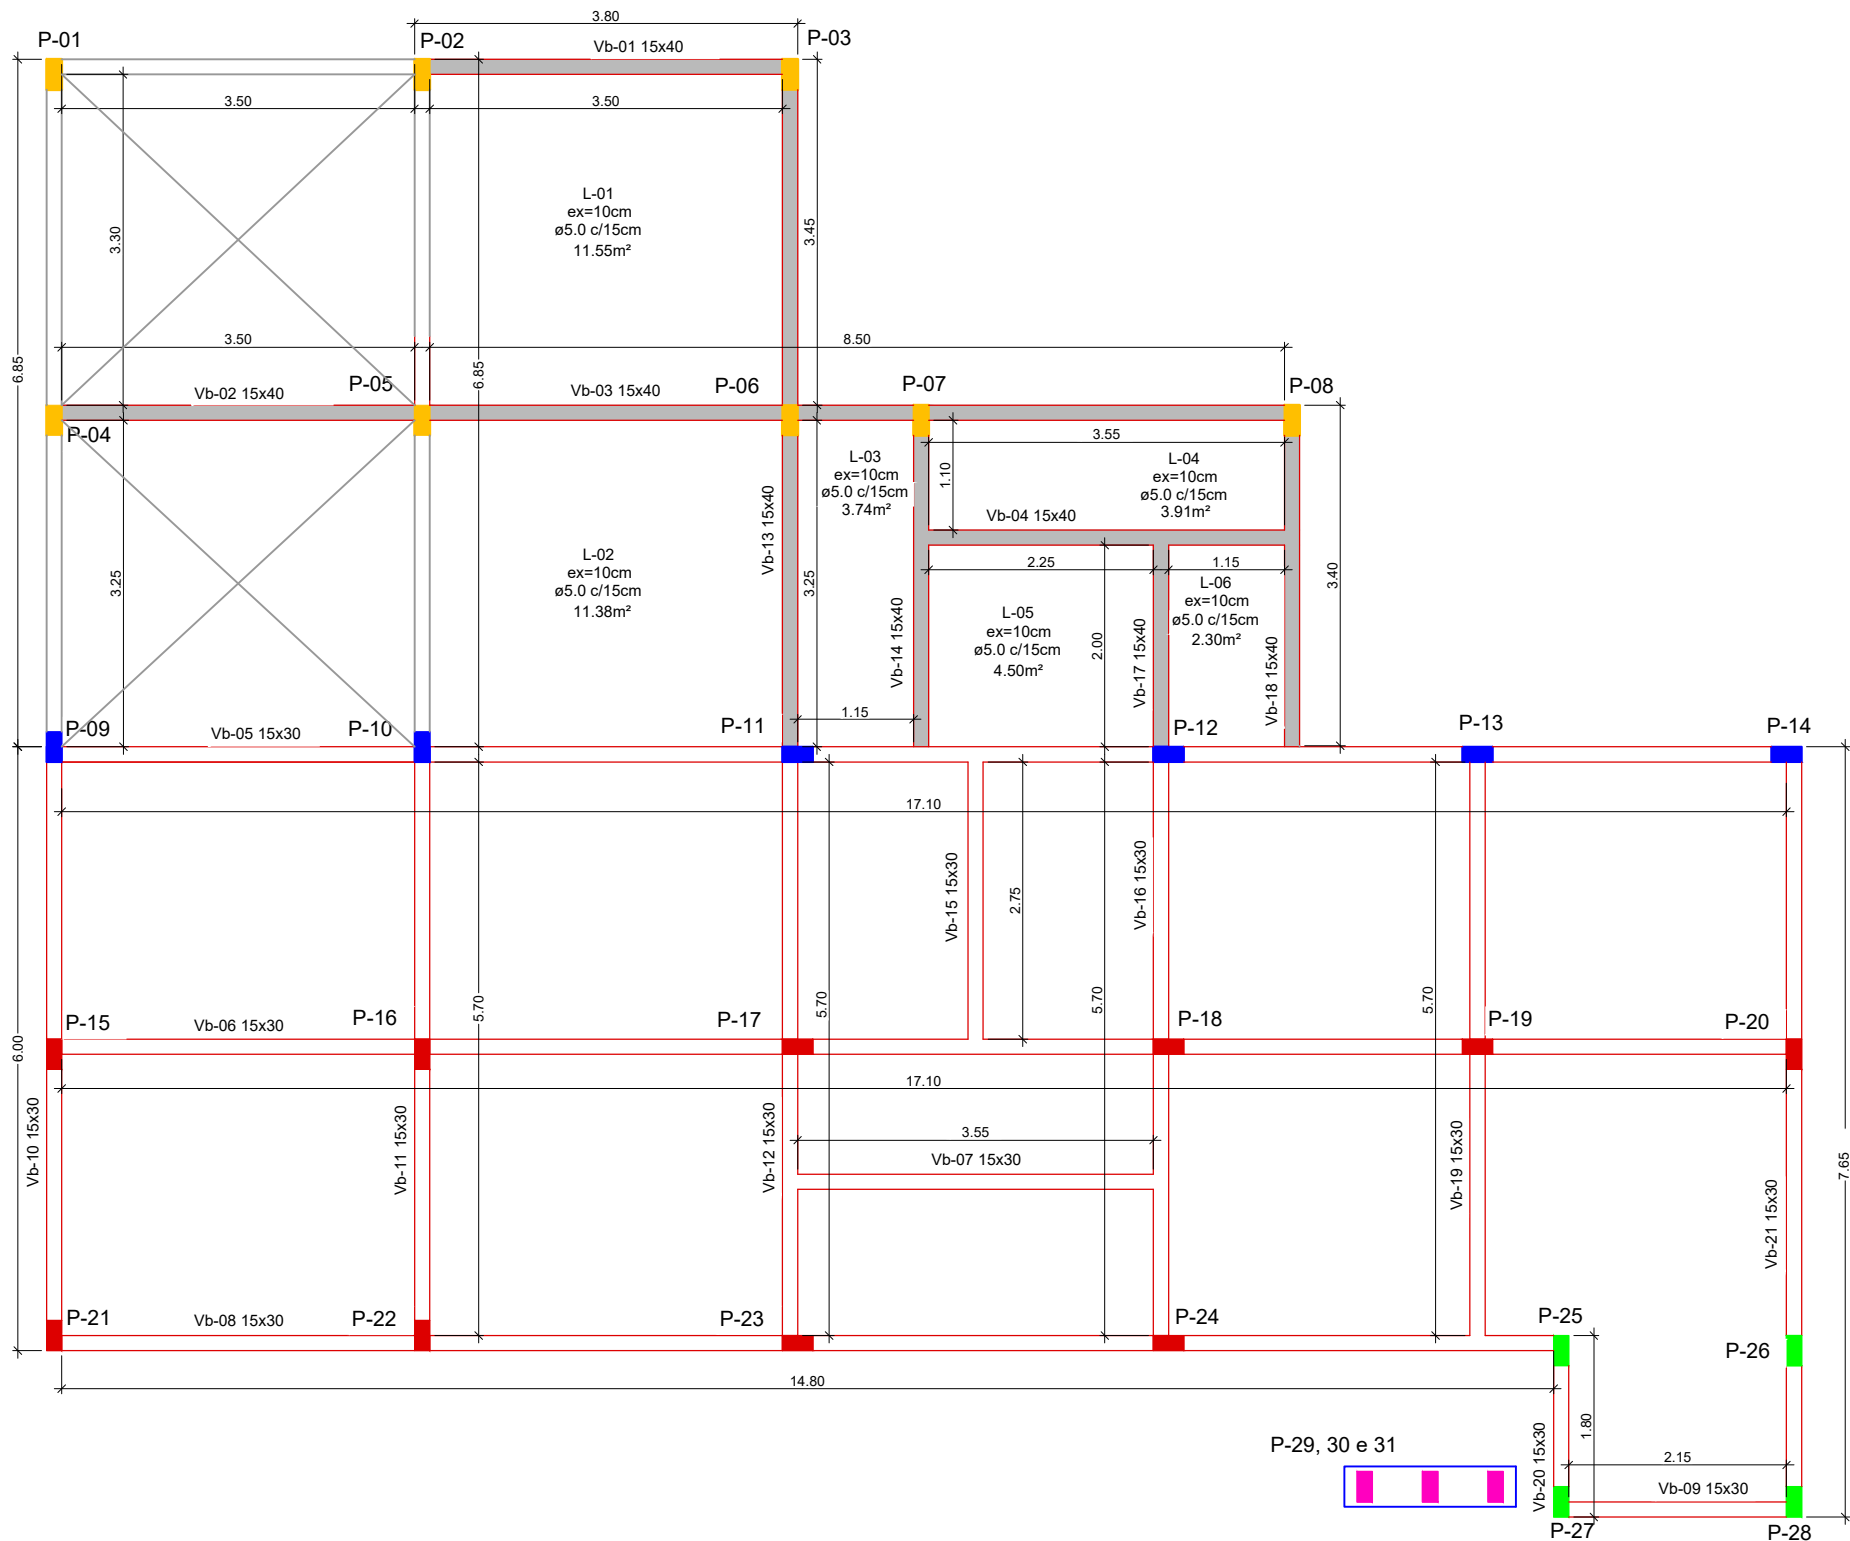 3.80
P-01
P-02
Vb-01 15x40
P-03
3.50
3.50
L-01
ex=10cm
ø5.0 c/15cm
11.55m²
3.30
3.45
6.85
6.85
3.50
8.50
Vb-02 15x40
P-05
Vb-03 15x40
P-06
P-07
P-08
P-04
3.55
L-03
ex=10cm
ø5.0 c/15cm
3.74m²
1.10
L-04
ex=10cm
ø5.0 c/15cm
3.91m²
Vb-04 15x40
Vb-13 15x40
L-02
ex=10cm
ø5.0 c/15cm
11.38m²
3.25
3.25
2.25
1.15
3.40
L-05
ex=10cm
ø5.0 c/15cm
4.50m²
L-06
ex=10cm
ø5.0 c/15cm
2.30m²
Vb-14 15x40
2.00
Vb-17 15x40
Vb-18 15x40
1.15
P-09
Vb-05 15x30
P-10
P-11
P-12
P-13
P-14
17.10
Vb-15 15x30
2.75
Vb-16 15x30
5.70
5.70
5.70
5.70
P-15
Vb-06 15x30
P-16
P-17
P-18
P-19
P-20
6.00
17.10
3.55
Vb-07 15x30
Vb-10 15x30
Vb-11 15x30
Vb-12 15x30
Vb-19 15x30
Vb-21 15x30
7.65
P-21
Vb-08 15x30
P-22
P-23
P-24
P-25
P-26
14.80
1.80
P-29, 30 e 31
Vb-20 15x30
2.15
Vb-09 15x30
P-27
P-28